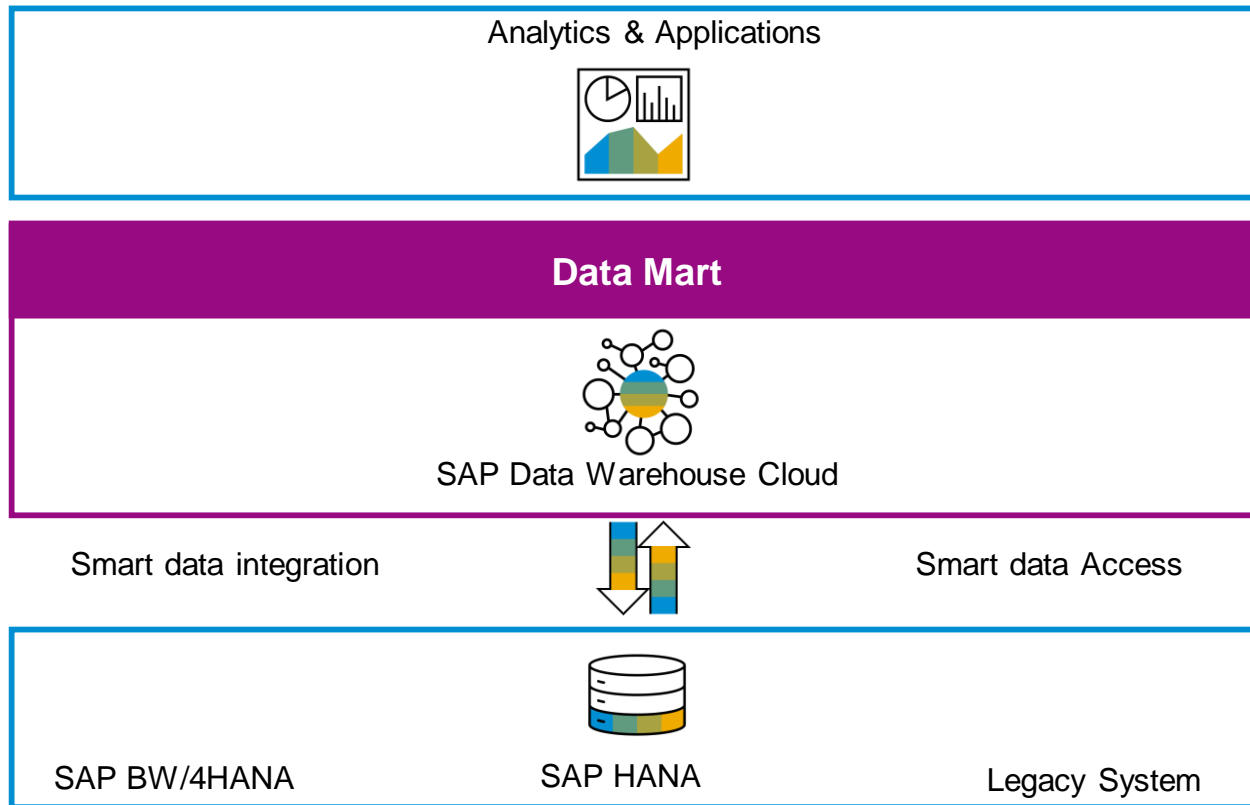 Analytics & Applications
Data Mart
SAP Data Warehouse Cloud
Smart data integration
Smart data Access
SAP BW/4HANA
SAP HANA
Legacy System